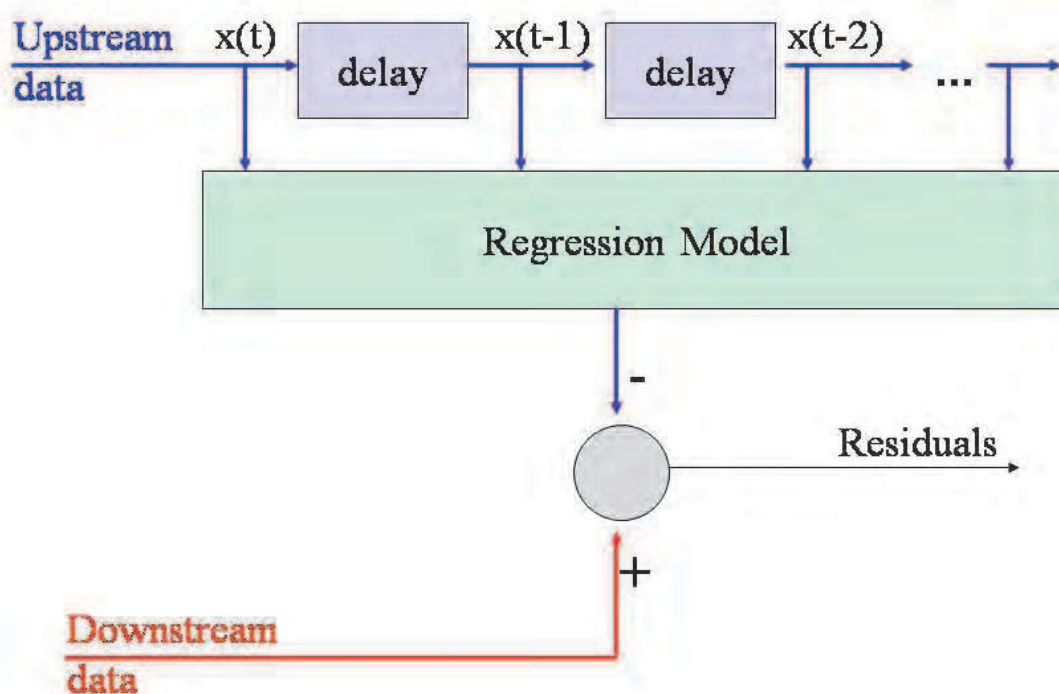 Upstream
data
x(t)
delay
x(t-1)
delay
x(t-2)
...
Regression Model
-
Residuals
+
Downstream
data